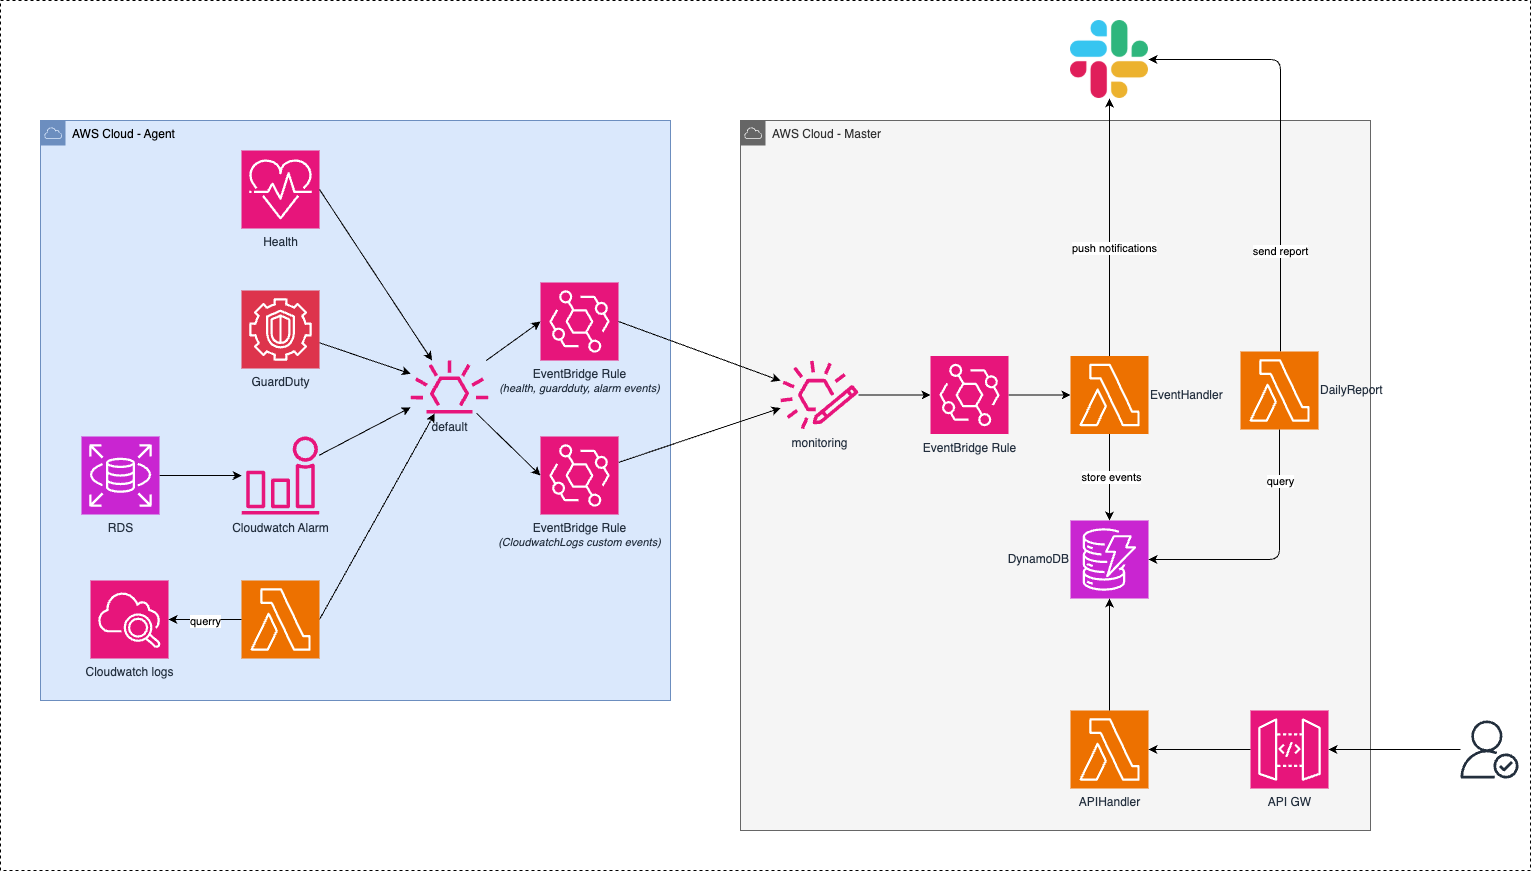 AWS Cloud - Agent
Health
GuardDuty
RDS
Cloudwatch Alarm
querry
Cloudwatch logs
default
EventBridge Rule
(health, guardduty, alarm events)
EventBridge Rule
(CloudwatchLogs custom events)
AWS Cloud - Master
monitoring
EventBridge Rule
push notifications
send report
EventHandler
DailyReport
store events
query
DynamoDB
APIHandler
API GW